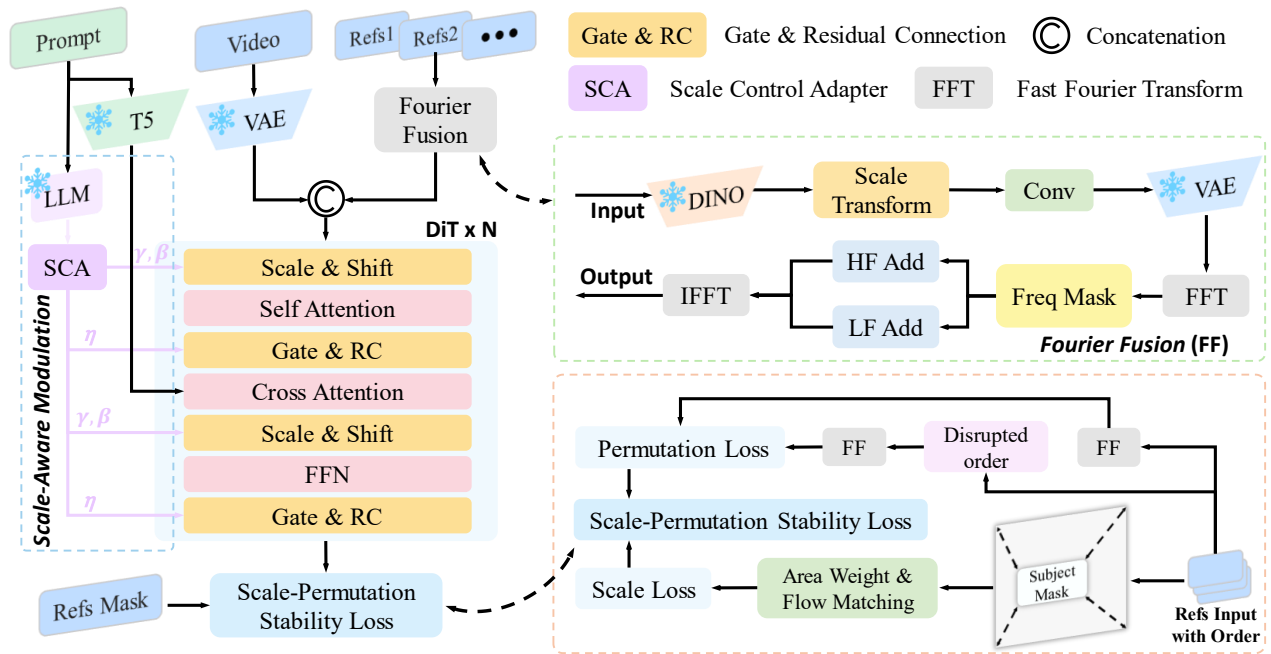 Prompt
Video
Refs1
Refs2
•••
Gate & RC
Gate & Residual Connection
©
Concatenation
SCA
Scale Control Adapter
FFT
Fast Fourier Transform
T5
VAE
Fourier
Fusion
LLM
SCA
©
DiT x N
Scale-Aware Modulation
γ, β
Scale & Shift
Self Attention
η
Gate & RC
Cross Attention
γ, β
Scale & Shift
FFN
η
Gate & RC
Refs Mask
Scale-Permutation
Stability Loss
Input
DINO
Scale
Transform
Conv
VAE
Output
IFFT
HF Add
LF Add
Freq Mask
FFT
Fourier Fusion (FF)
Permutation Loss
FF
Disrupted
order
FF
Scale-Permutation Stability Loss
Scale Loss
Area Weight &
Flow Matching
Subject
Mask
Refs Input
with Order